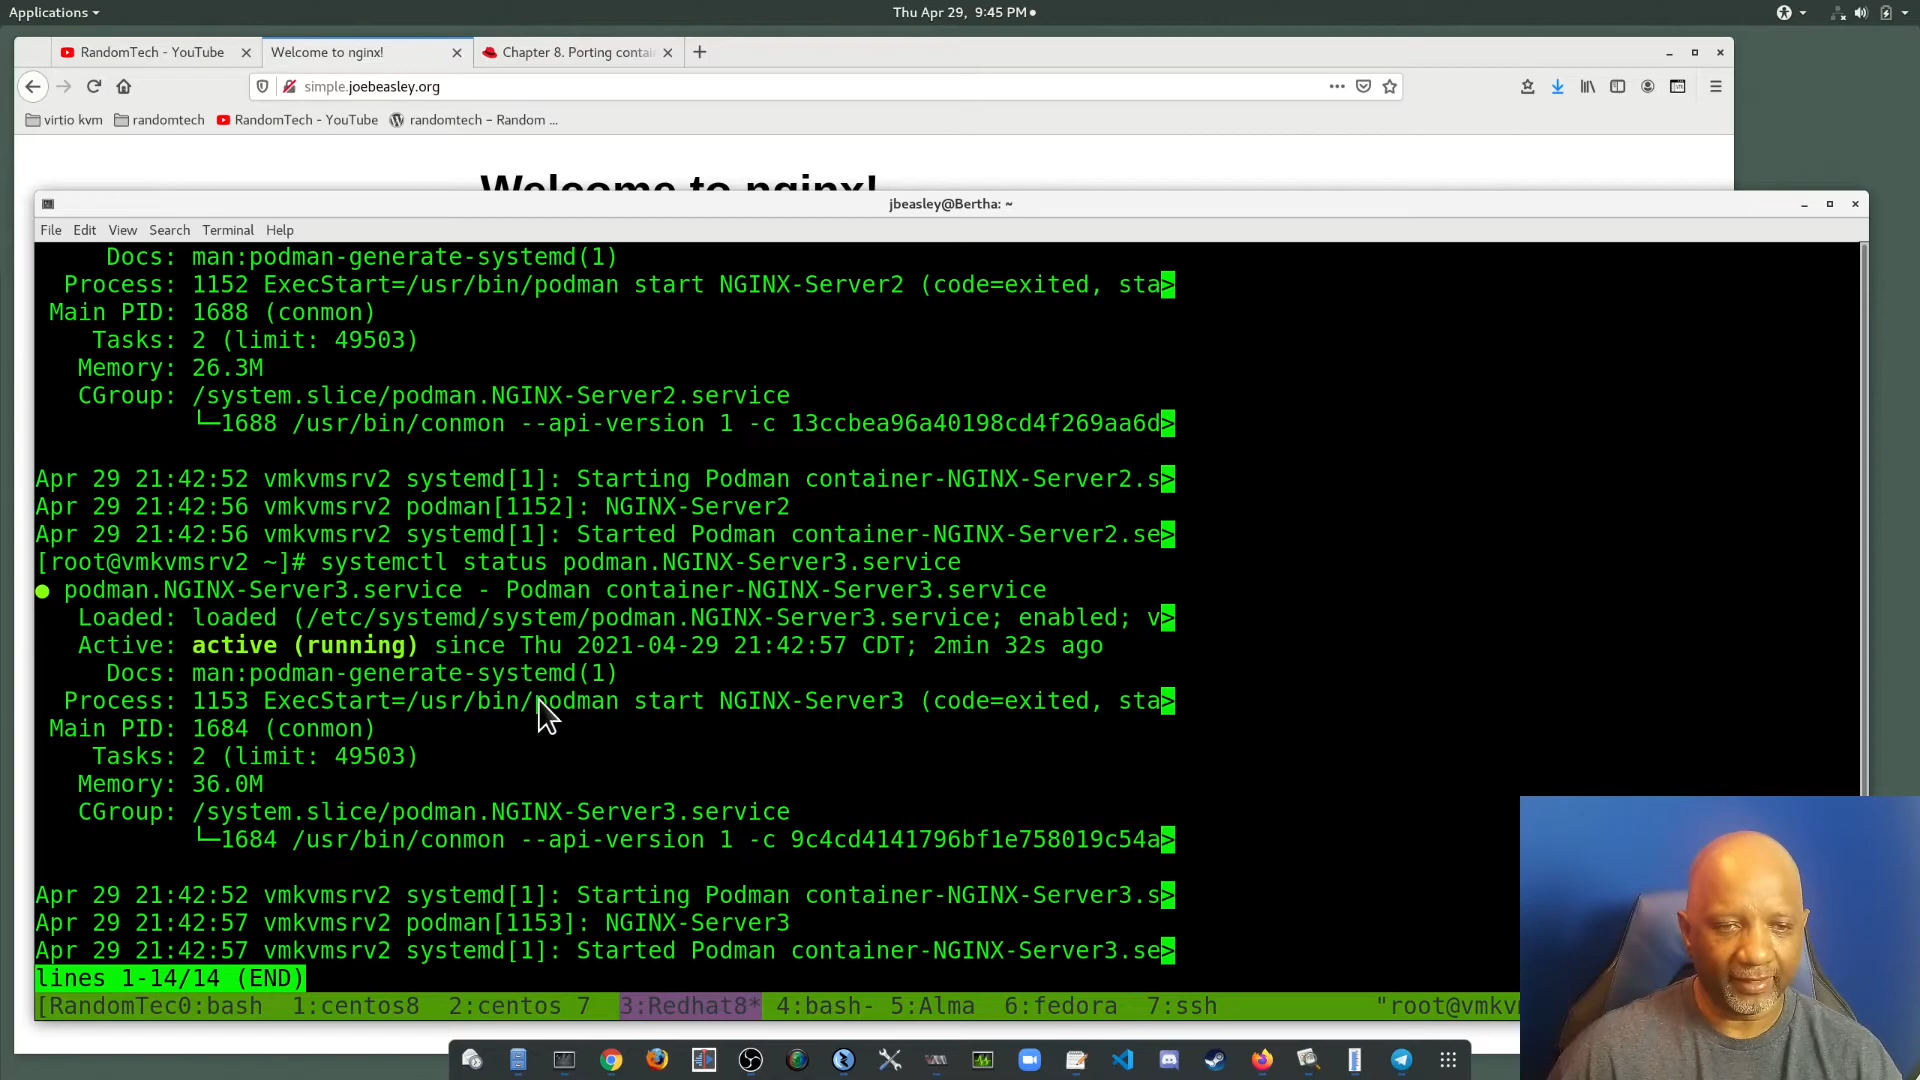 Applications
Thu Apr 29, 9:45 PM
RandomTech - YouTube
Welcome to nginx!
Chapter 8. Porting contai
simple.joebeasley.org
virtio kvm
randomtech
RandomTech - YouTube
randomtech – Random ...
Welcome to nginx!
jbeasley@Bertha: ~
File Edit View Search Terminal Help
Docs: man:podman-generate-systemd(1)
Process: 1152 ExecStart=/usr/bin/podman start NGINX-Server2 (code=exited, sta>
Main PID: 1688 (conmon)
Tasks: 2 (limit: 49503)
Memory: 26.3M
CGroup: /system.slice/podman.NGINX-Server2.service
└─1688 /usr/bin/conmon --api-version 1 -c 13ccbea96a40198cd4f269aa6d>
Apr 29 21:42:52 vmkvmsrv2 systemd[1]: Starting Podman container-NGINX-Server2.s>
Apr 29 21:42:56 vmkvmsrv2 podman[1152]: NGINX-Server2
Apr 29 21:42:56 vmkvmsrv2 systemd[1]: Started Podman container-NGINX-Server2.se>
[root@vmkvmsrv2 ~]# systemctl status podman.NGINX-Server3.service
● podman.NGINX-Server3.service - Podman container-NGINX-Server3.service
Loaded: loaded (/etc/systemd/system/podman.NGINX-Server3.service; enabled; v>
Active: active (running) since Thu 2021-04-29 21:42:57 CDT; 2min 32s ago
Docs: man:podman-generate-systemd(1)
Process: 1153 ExecStart=/usr/bin/podman start NGINX-Server3 (code=exited, sta>
Main PID: 1684 (conmon)
Tasks: 2 (limit: 49503)
Memory: 36.0M
CGroup: /system.slice/podman.NGINX-Server3.service
└─1684 /usr/bin/conmon --api-version 1 -c 9c4cd4141796bf1e758019c54a>
Apr 29 21:42:52 vmkvmsrv2 systemd[1]: Starting Podman container-NGINX-Server3.s>
Apr 29 21:42:57 vmkvmsrv2 podman[1153]: NGINX-Server3
Apr 29 21:42:57 vmkvmsrv2 systemd[1]: Started Podman container-NGINX-Server3.se>
lines 1-14/14 (END)
[RandomTec0:bash 1:centos8 2:centos 7 3:Redhat8* 4:bash- 5:Alma 6:fedora 7:ssh "root@vmkv